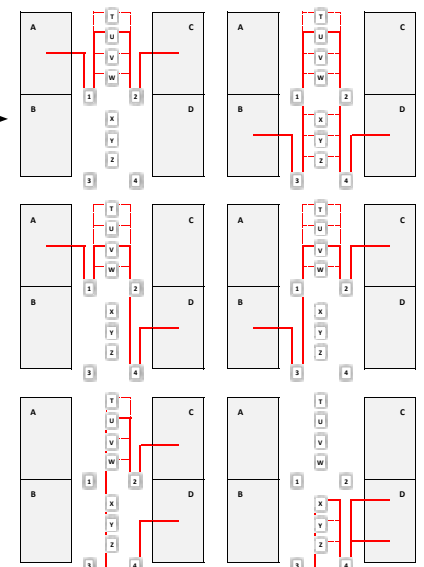 T T
A U C U C
V A V
W W
1 2 1 2
B X D B X D
Y Y
Z Z
3 4 3 4
T T
A U C A U C
V V
W W
1 2 1 2
B X D B X D
Y Y
Z Z
3 4 3 4
T T
A U C A U C
V V
W W
1 2 1 2
B X D B X D
Y Y
Z Z
3 4 3 4